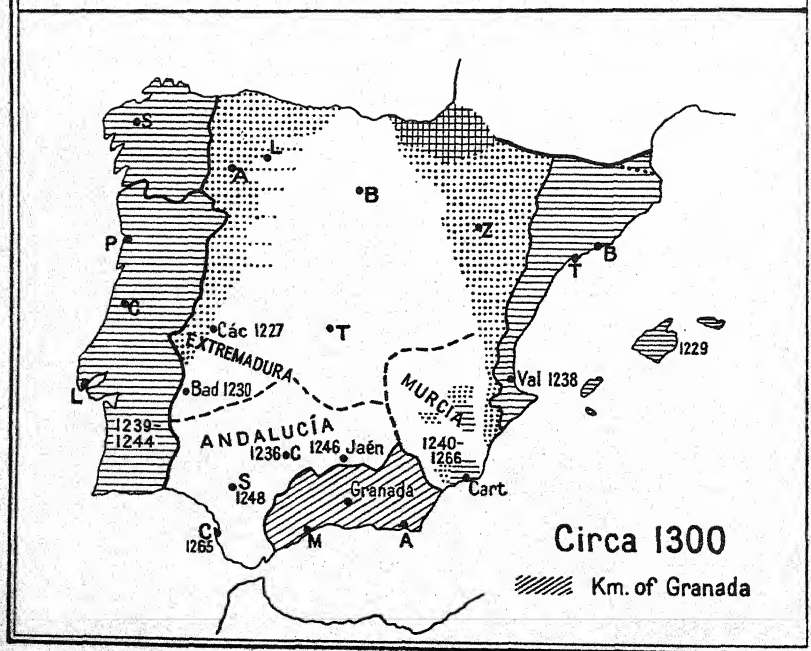 S
L
A
B
P
Z
B
T
C
Các 1227
T
1229
EXTREMADURA
MURCIA
Val 1238
L
Bad 1230
1239-
1244
ANDALUCÍA
1240-
1266
1236 C
1246 Jaén
S
1248
Granada
Cart
C
1265
M
A
Circa 1300
Km. of Granada